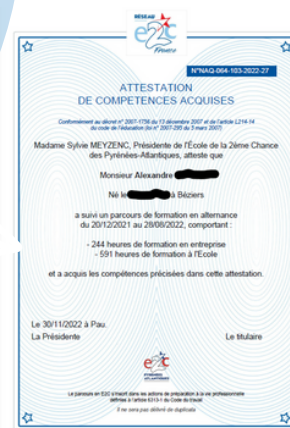 RÉSEAU
e2c
France
N°NAQ-064-103-2022-27
ATTESTATION
DE COMPETENCES ACQUISES
Conformément au décret n° 2007-1756 du 13 décembre 2007 et de l'article L214-14
du code de l'éducation (loi n° 2007-295 du 5 mars 2007)
Madame Sylvie MEYZENC, Présidente de l'École de la 2ème Chance
des Pyrénées-Atlantiques, atteste que
Monsieur Alexandre
Né le à Béziers
a suivi un parcours de formation en alternance
du 20/12/2021 au 28/08/2022, comportant :
- 244 heures de formation en entreprise
- 591 heures de formation à l'Ecole
et a acquis les compétences précisées dans cette attestation.
Le 30/11/2022 à Pau.
La Présidente Le titulaire
e2c
PYRÉNÉES
ATLANTIQUES
Le parcours en E2C s'inscrit dans les actions de préparation à la vie professionnelle
définies à l'article 6313-1 du Code du travail
Il ne sera pas délivré de duplicata